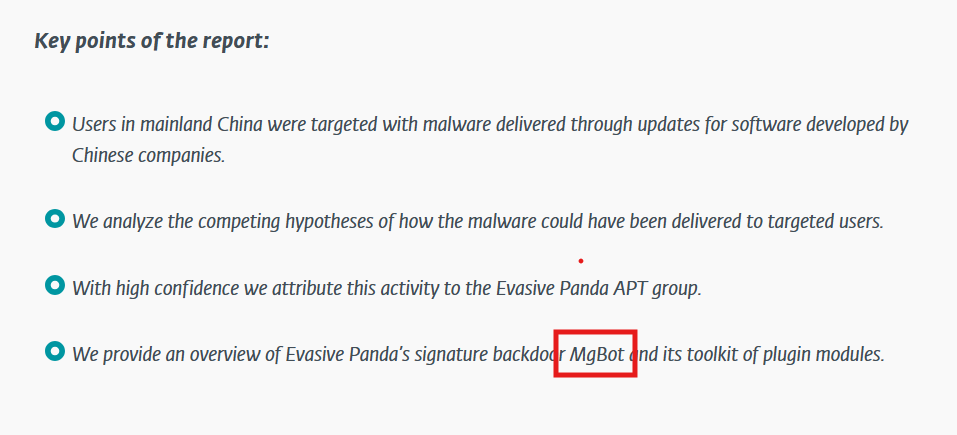 Key points of the report:
Users in mainland China were targeted with malware delivered through updates for software developed by
Chinese companies.
We analyze the competing hypotheses of how the malware could have been delivered to targeted users.
With high confidence we attribute this activity to the Evasive Panda APT group.
We provide an overview of Evasive Panda's signature backdoor MgBot and its toolkit of plugin modules.